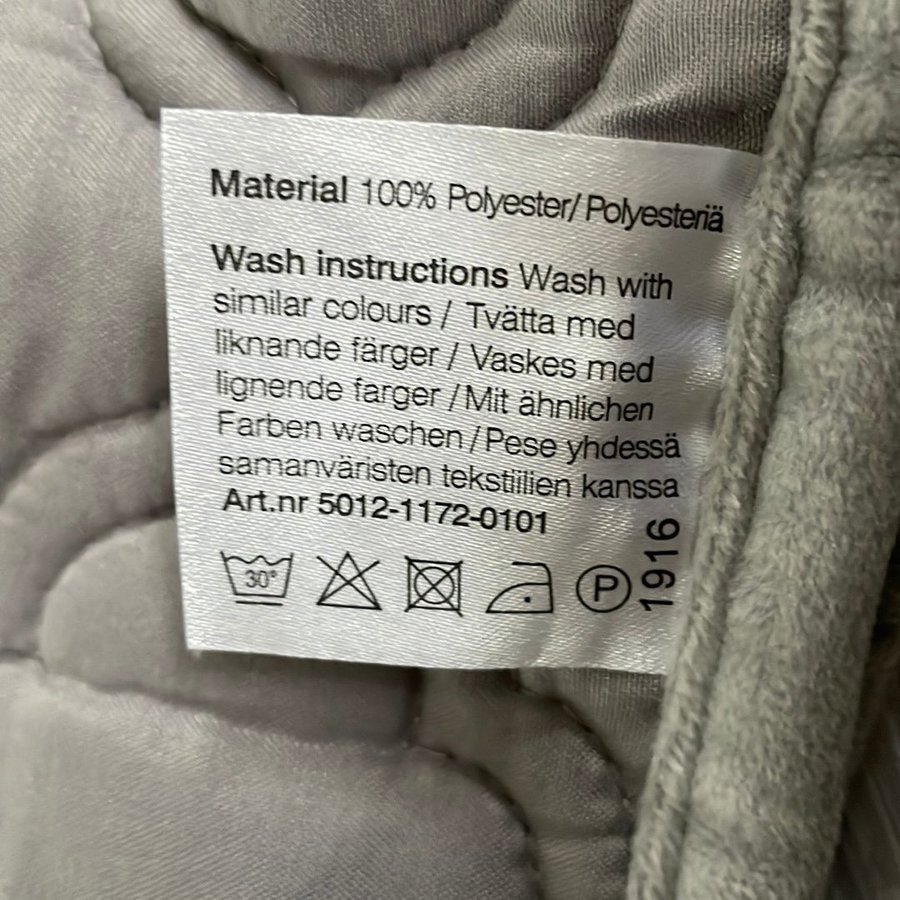 Material 100% Polyester/ Polyesteriä
Wash instructions Wash with
similar colours / Tvätta med
liknande färger / Vaskes med
lignende farger / Mit ähnlichen
Farben waschen / Pese yhdessä
samanväristen tekstiilien kanssa
Art.nr 5012-1172-0101
30°
P
1916